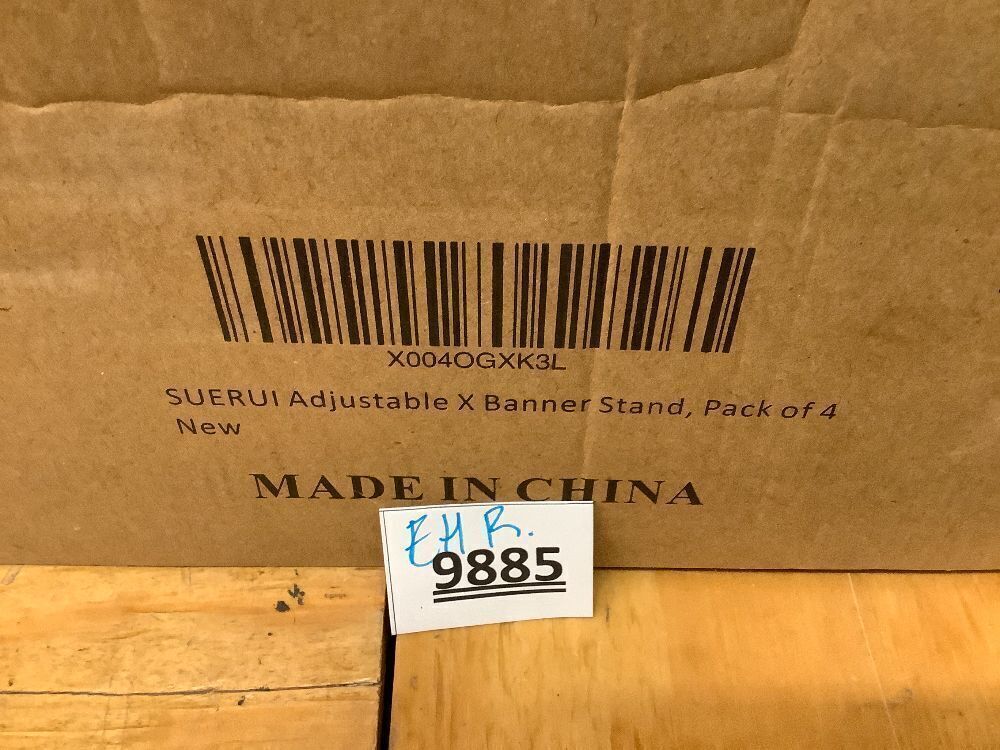 X004OGXK3L
SUERUI Adjustable X Banner Stand, Pack of 4
New
MADE IN CHINA
EHR.
9885